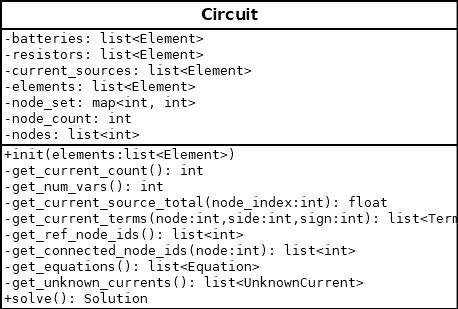 Circuit
-batteries: list<Element>
-resistors: list<Element>
-current_sources: list<Element>
-elements: list<Element>
-node_set: map<int, int>
-node_count: int
-nodes: list<int>
+init(elements:list<Element>)
-get_current_count(): int
-get_num_vars(): int
-get_current_source_total(node_index:int): float
-get_current_terms(node:int,side:int,sign:int): list<Term
-get_ref_node_ids(): list<int>
-get_connected_node_ids(node:int): list<int>
-get_equations(): list<Equation>
-get_unknown_currents(): list<UnknownCurrent>
+solve(): Solution